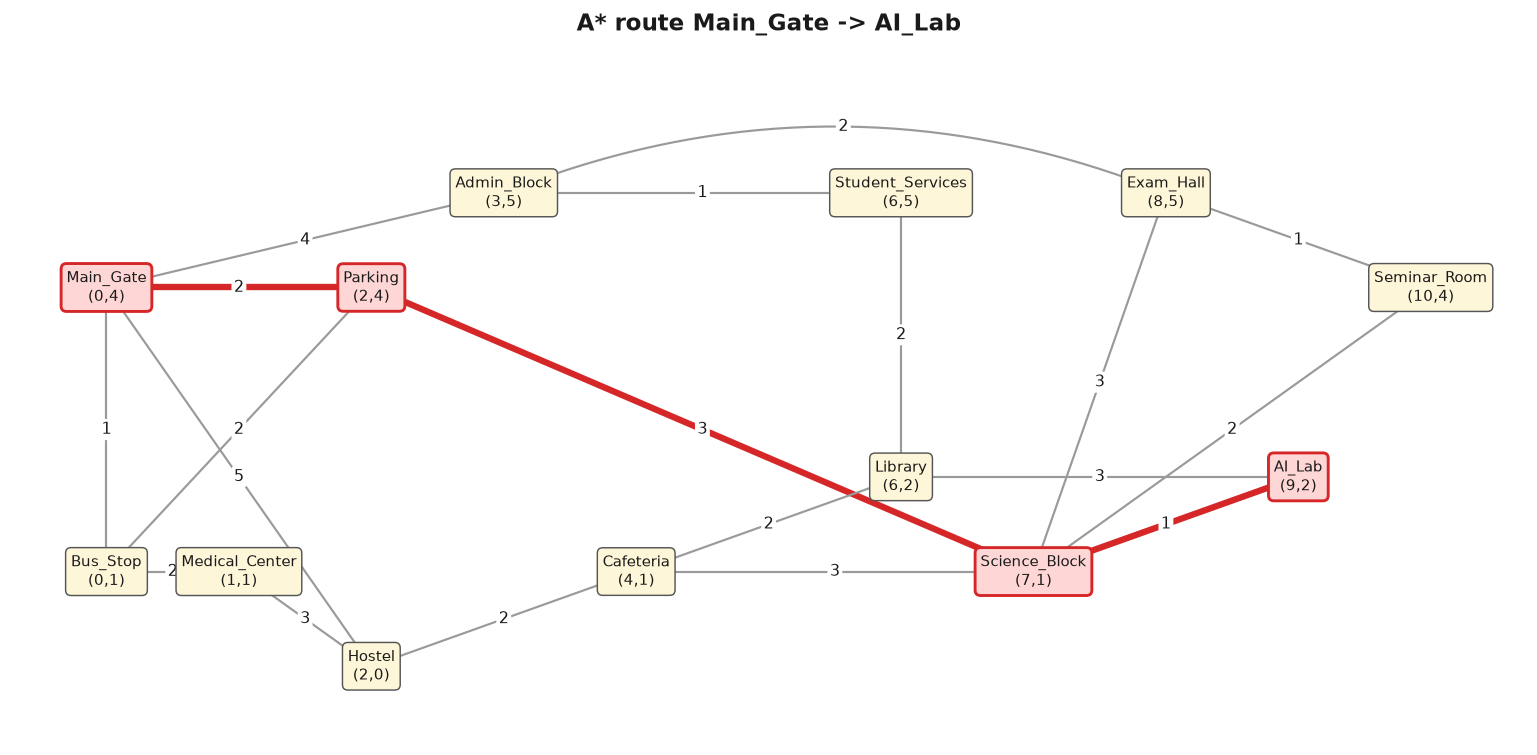 A* route Main_Gate -> AI_Lab
2
Admin_Block
(3,5)
1
Student_Services
(6,5)
Exam_Hall
(8,5)
4
1
Main_Gate
(0,4)
2
Parking
(2,4)
Seminar_Room
(10,4)
2
3
1
2
3
2
5
Library
(6,2)
3
AI_Lab
(9,2)
2
1
Bus_Stop
(0,1)
2
Medical_Center
(1,1)
Cafeteria
(4,1)
3
Science_Block
(7,1)
3
2
Hostel
(2,0)